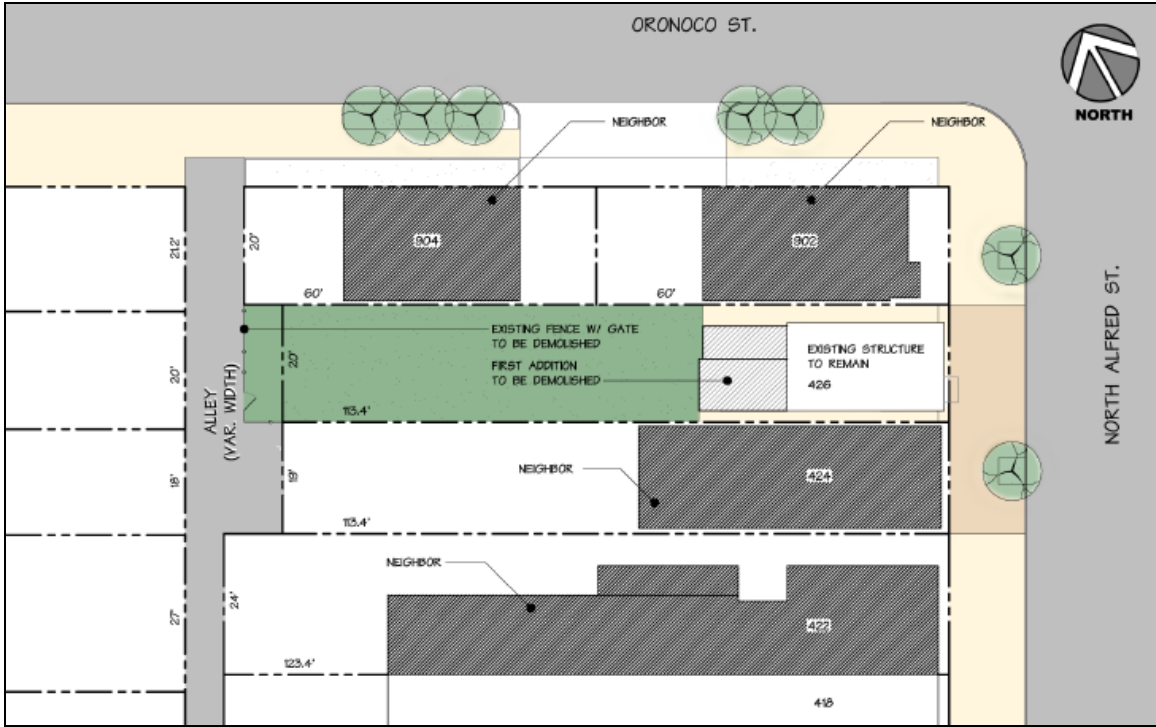 ORONOCO ST.
NORTH
NEIGHBOR
NEIGHBOR
904
902
212'
20'
60'
60'
EXISTING FENCE W/ GATE
TO BE DEMOLISHED
FIRST ADDITION
TO BE DEMOLISHED
EXISTING STRUCTURE
TO REMAIN
426
20'
20'
ALLEY
(VAR. WIDTH)
113.4'
NORTH ALFRED ST.
NEIGHBOR
424
18'
19'
113.4'
NEIGHBOR
422
27'
24'
123.4'
418